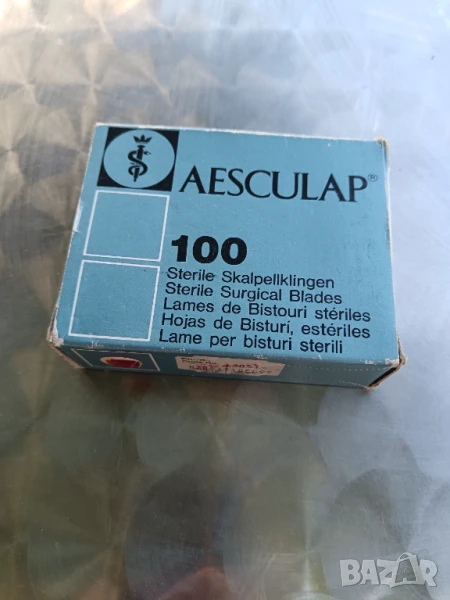 AESCULAP®
100
Sterile Skalpellklingen
Sterile Surgical Blades
Lames de Bistouri stériles
Hojas de Bisturí, estériles
Lame per bisturi sterili
BAZAR